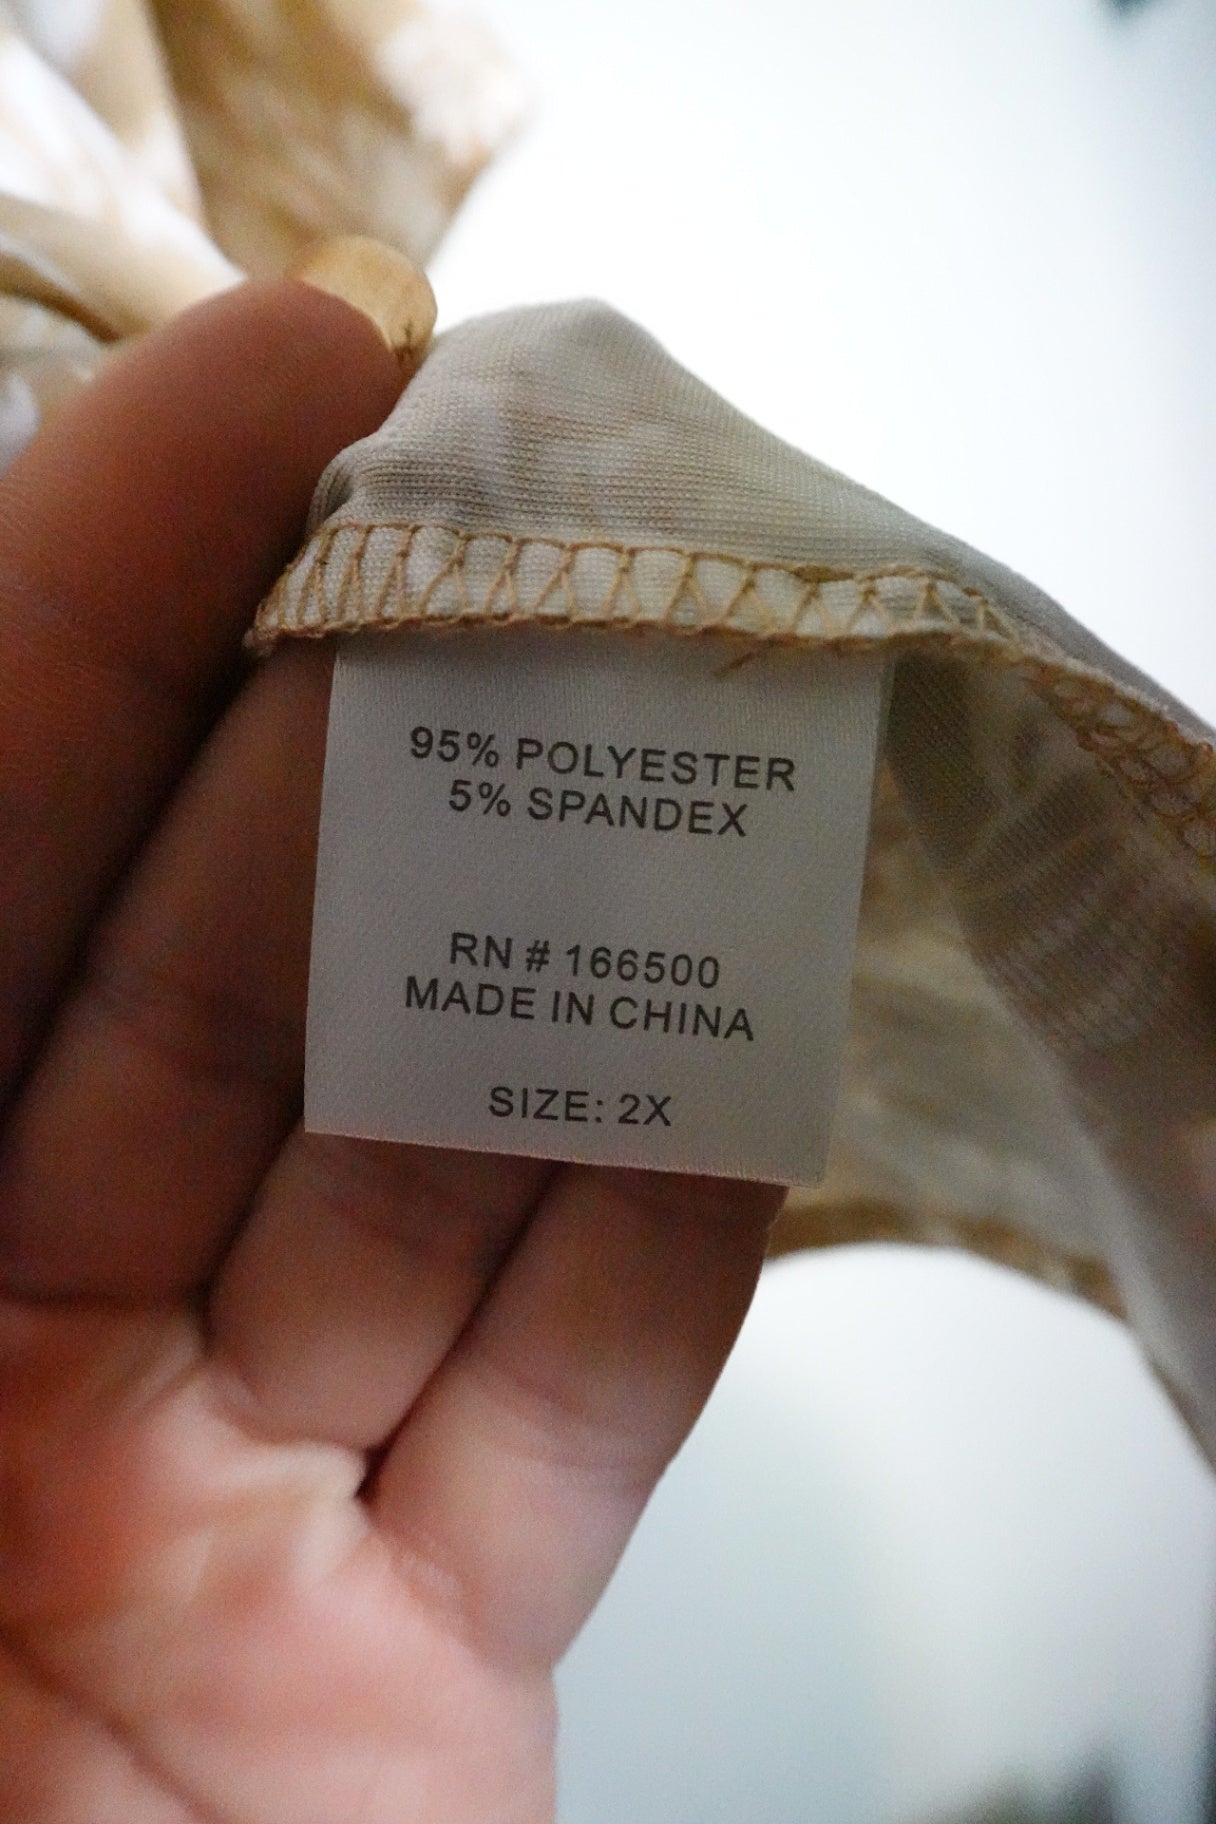 95% POLYESTER
5% SPANDEX
RN # 166500
MADE IN CHINA
SIZE: 2X